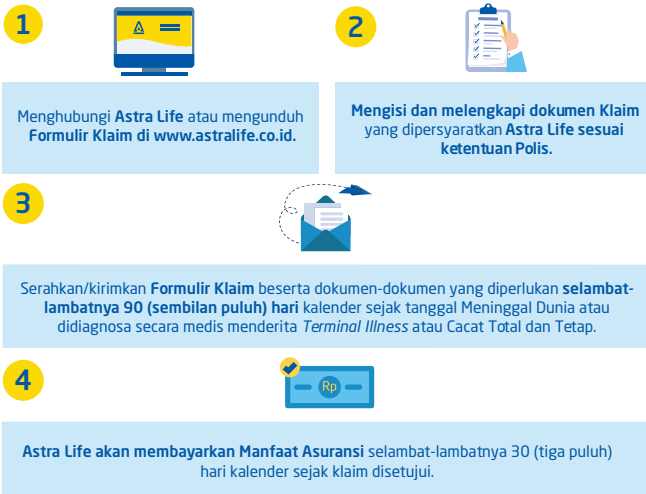 1
Menghubungi Astra Life atau mengunduh
Formulir Klaim di www.astralife.co.id.
2
Mengisi dan melengkapi dokumen Klaim
yang dipersyaratkan Astra Life sesuai
ketentuan Polis.
3
Serahkan/kirimkan Formulir Klaim beserta dokumen-dokumen yang diperlukan selambat-
lambatnya 90 (sembilan puluh) hari kalender sejak tanggal Meninggal Dunia atau
didiagnosa secara medis menderita Terminal Illness atau Cacat Total dan Tetap.
4
Rp
Astra Life akan membayarkan Manfaat Asuransi selambat-lambatnya 30 (tiga puluh)
hari kalender sejak klaim disetujui.